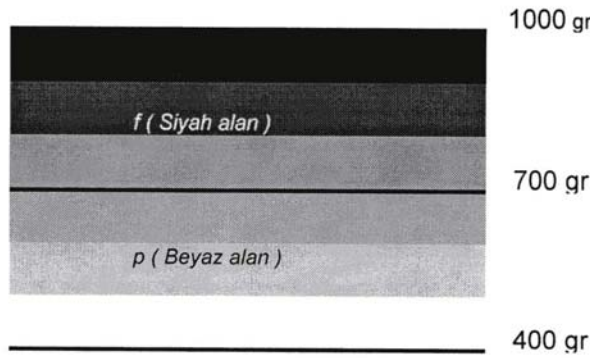 1000 gr
f ( Siyah alan )
700 gr
p ( Beyaz alan )
400 gr